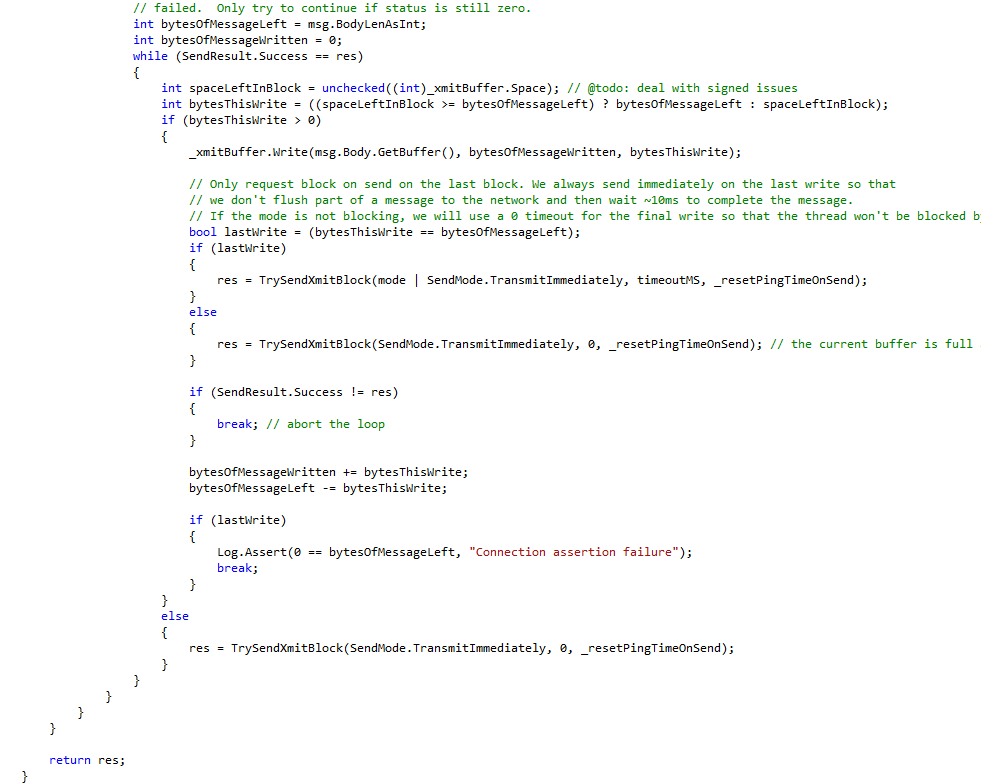 // failed.  Only try to continue if status is still zero.
int bytesOfMessageLeft = msg.BodyLenAsInt;
int bytesOfMessageWritten = 0;
while (SendResult.Success == res)
{
int spaceLeftInBlock = unchecked((int)_xmitBuffer.Space); // @todo: deal with signed issues
int bytesThisWrite = ((spaceLeftInBlock >= bytesOfMessageLeft) ? bytesOfMessageLeft : spaceLeftInBlock);
if (bytesThisWrite > 0)
{
_xmitBuffer.Write(msg.Body.GetBuffer(), bytesOfMessageWritten, bytesThisWrite);
// Only request block on send on the last block. We always send immediately on the last write so that
// we don't flush part of a message to the network and then wait ~10ms to complete the message.
// If the mode is not blocking, we will use a 0 timeout for the final write so that the thread won't be blocked
bool lastWrite = (bytesThisWrite == bytesOfMessageLeft);
if (lastWrite)
{
res = TrySendXmitBlock(mode | SendMode.TransmitImmediately, timeoutMS, _resetPingTimeOnSend);
}
else
{
res = TrySendXmitBlock(SendMode.TransmitImmediately, 0, _resetPingTimeOnSend); // the current buffer is full
}
if (SendResult.Success != res)
{
break; // abort the loop
}
bytesOfMessageWritten += bytesThisWrite;
bytesOfMessageLeft -= bytesThisWrite;
if (lastWrite)
{
Log.Assert(0 == bytesOfMessageLeft, "Connection assertion failure");
break;
}
}
else
{
res = TrySendXmitBlock(SendMode.TransmitImmediately, 0, _resetPingTimeOnSend);
}
}
}
}
}
return res;
}